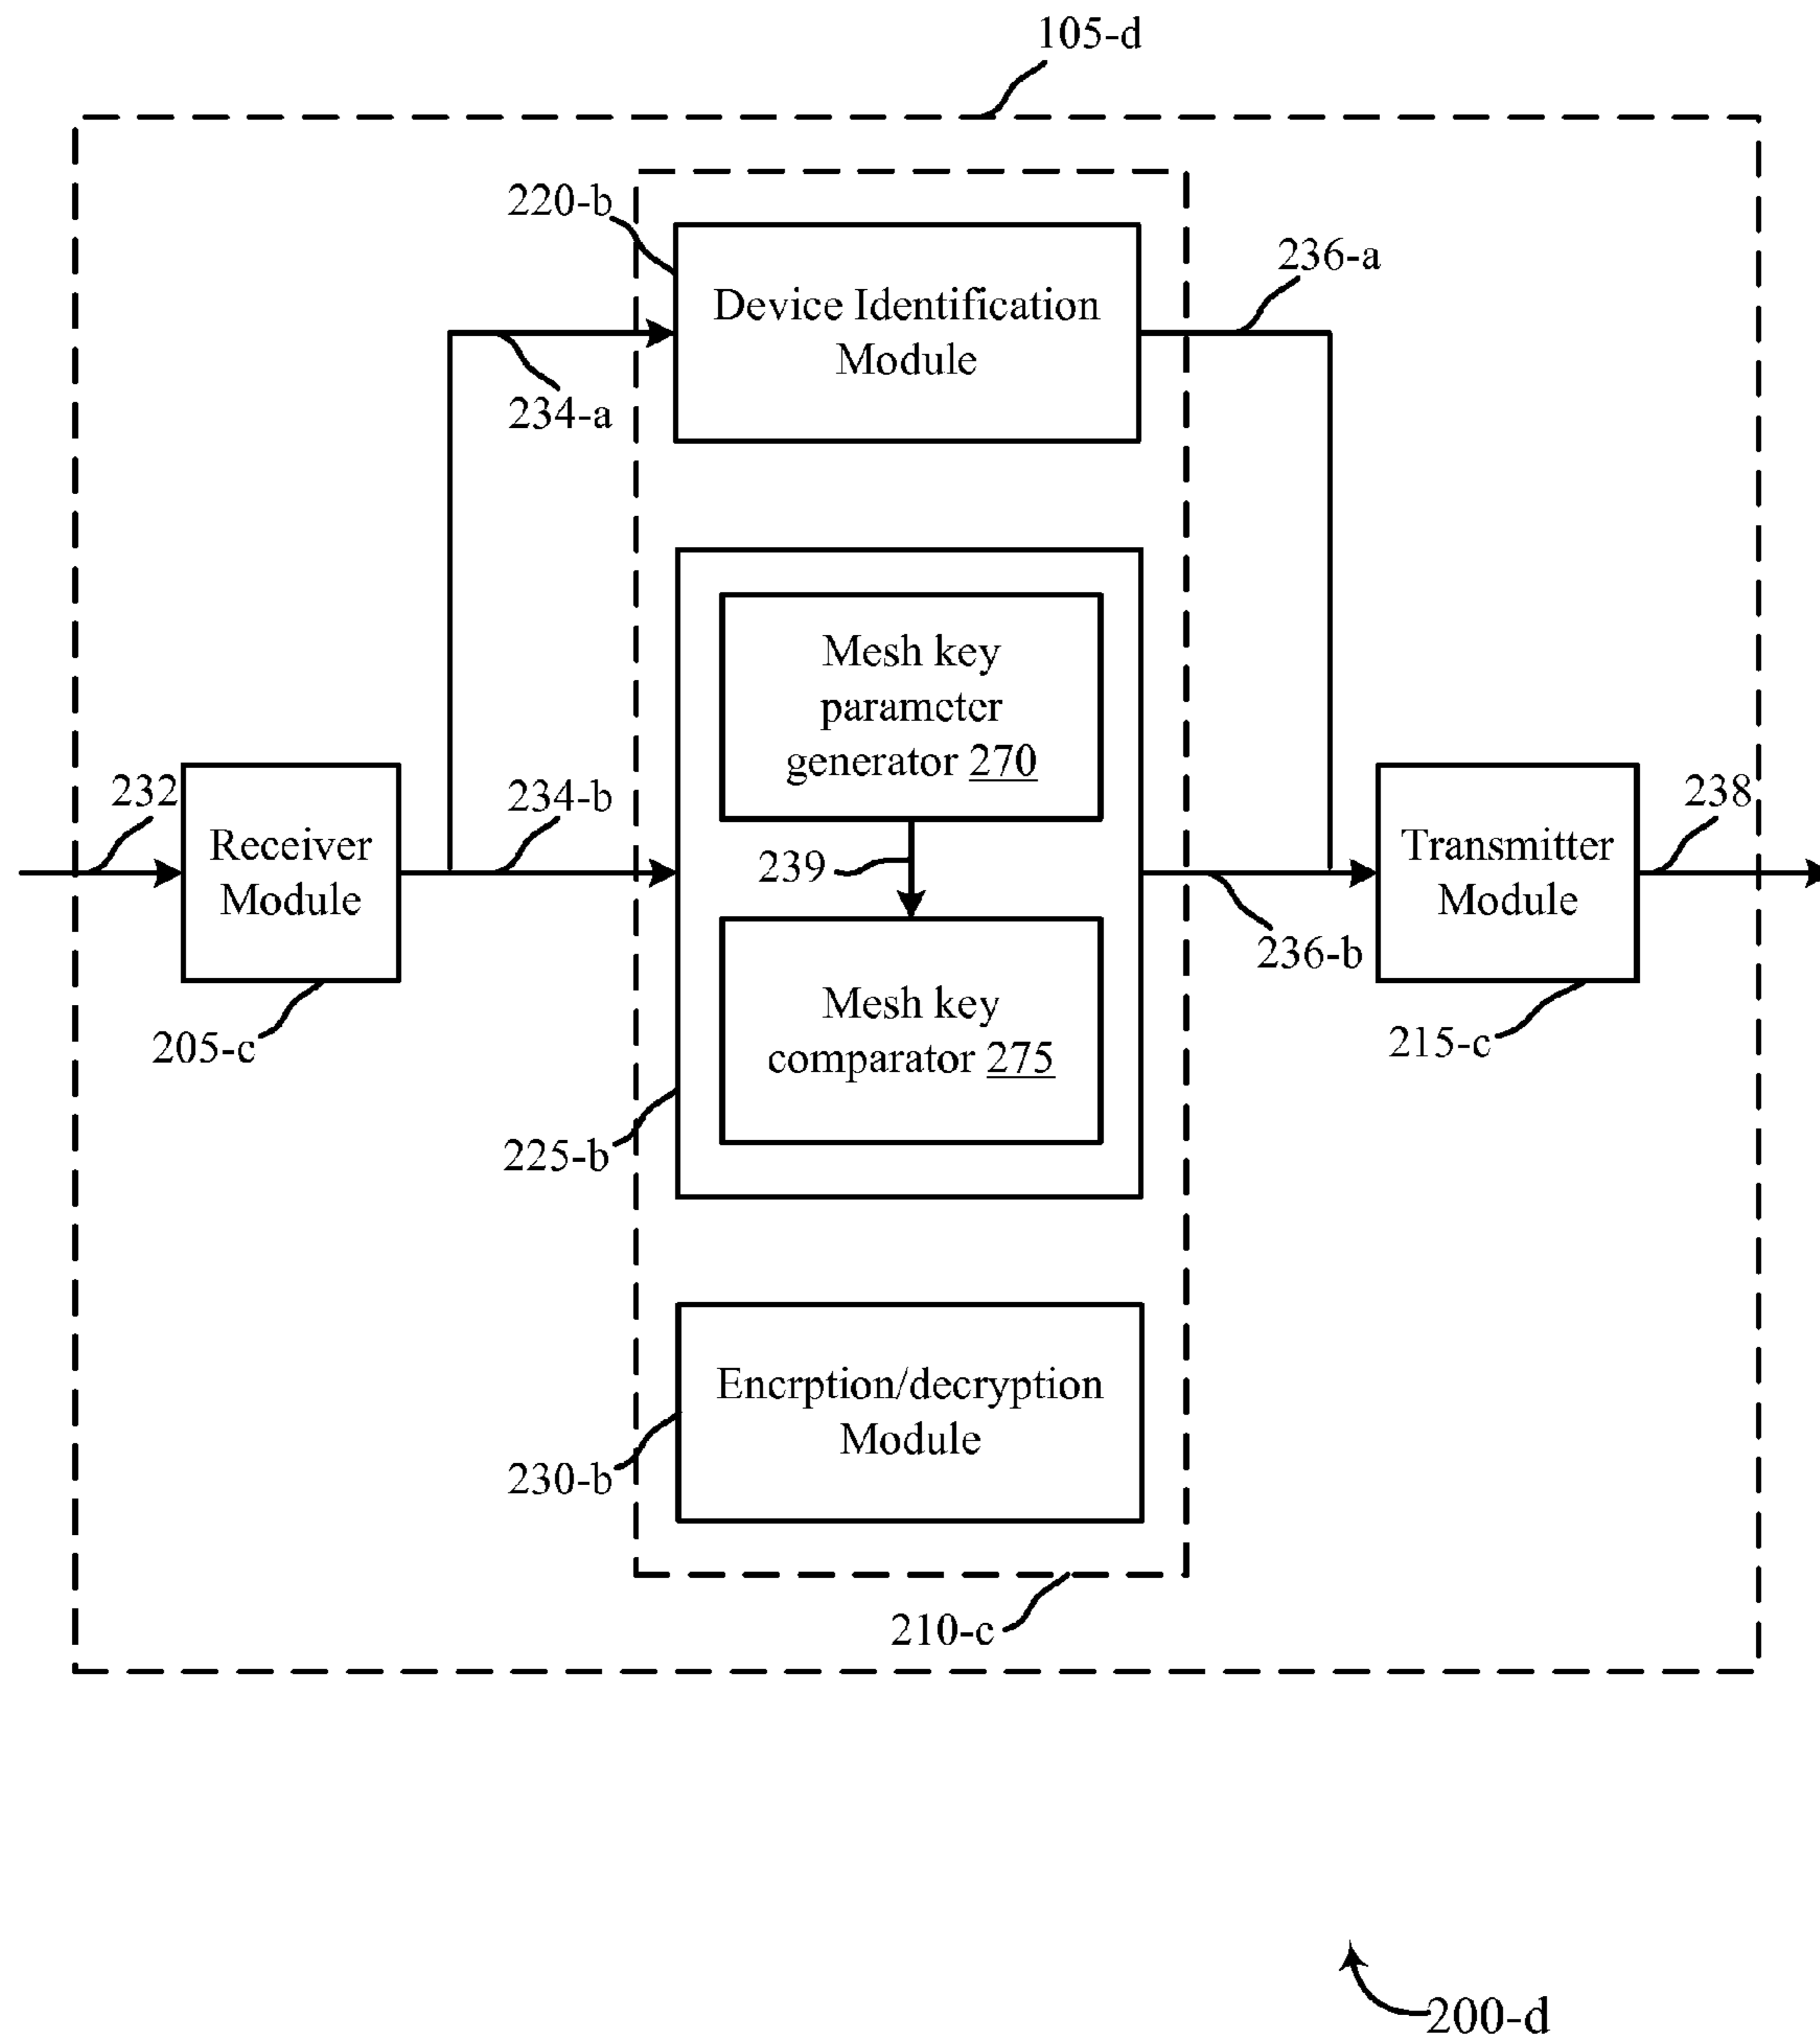 105-d
220-b
Device Identification
Module
236-a
234-a
Mesh key
parameter
generator 270
232
Receiver
Module
234-b
239
Transmitter
Module
238
236-b
205-c
Mesh key
comparator 275
215-c
225-b
Encrption/decryption
Module
230-b
210-c
200-d